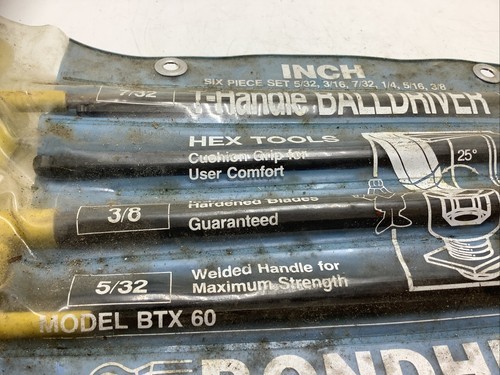 INCH
SIX PIECE SET 5/32, 3/16, 7/32, 1/4, 5/16, 3/8
7/32
T-Handle BALLDRIVER
HEX TOOLS
Cushion Grip for
User Comfort
25°
3/8
Hardened Blades
Guaranteed
5/32
Welded Handle for
Maximum Strength
MODEL BTX 60